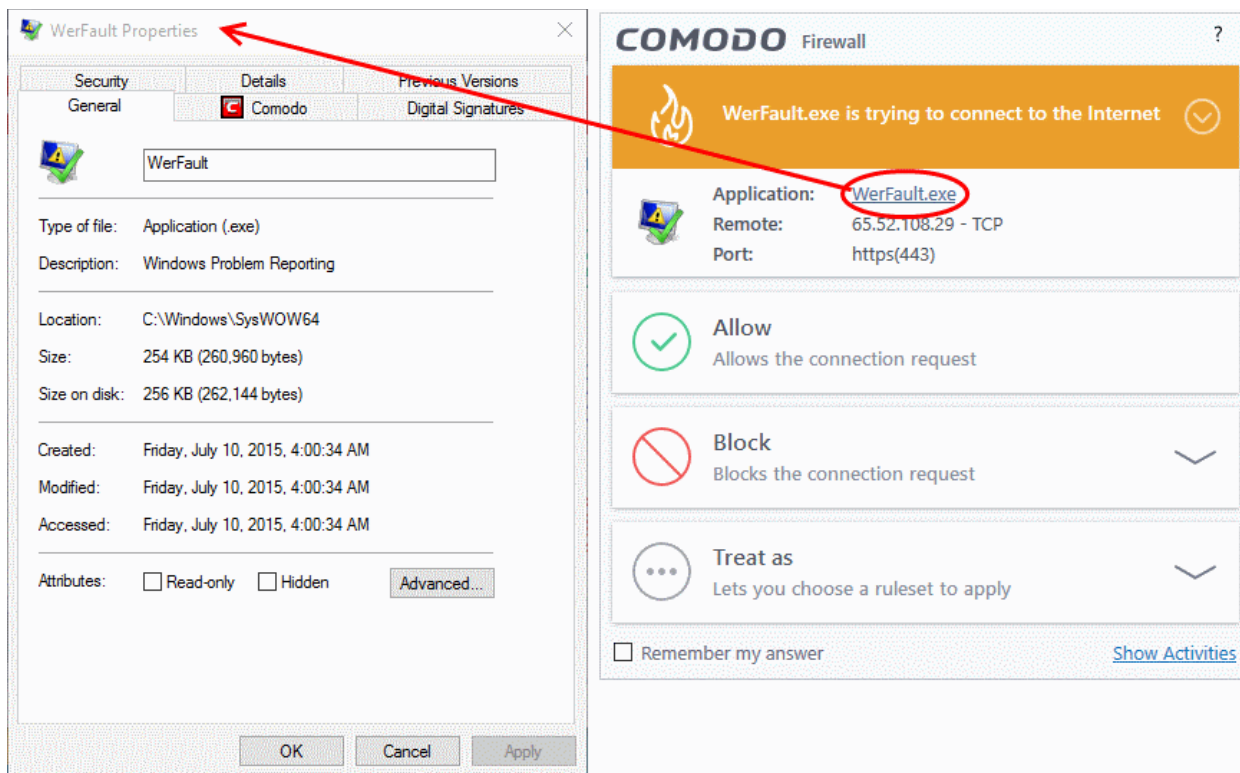 WerFault Properties
Security Details Previous Versions
General Comodo Digital Signatures
WerFault
Type of file: Application (.exe)
Description: Windows Problem Reporting
Location: C:\Windows\SysWOW64
Size: 254 KB (260,960 bytes)
Size on disk: 256 KB (262,144 bytes)
Created: Friday, July 10, 2015, 4:00:34 AM
Modified: Friday, July 10, 2015, 4:00:34 AM
Accessed: Friday, July 10, 2015, 4:00:34 AM
Attributes: Read-only Hidden Advanced...
OK Cancel Apply
COMODO Firewall ?
WerFault.exe is trying to connect to the Internet
Application: WerFault.exe
Remote: 65.52.108.29 - TCP
Port: https(443)
Allow
Allows the connection request
Block
Blocks the connection request
Treat as
Lets you choose a ruleset to apply
Remember my answer Show Activities